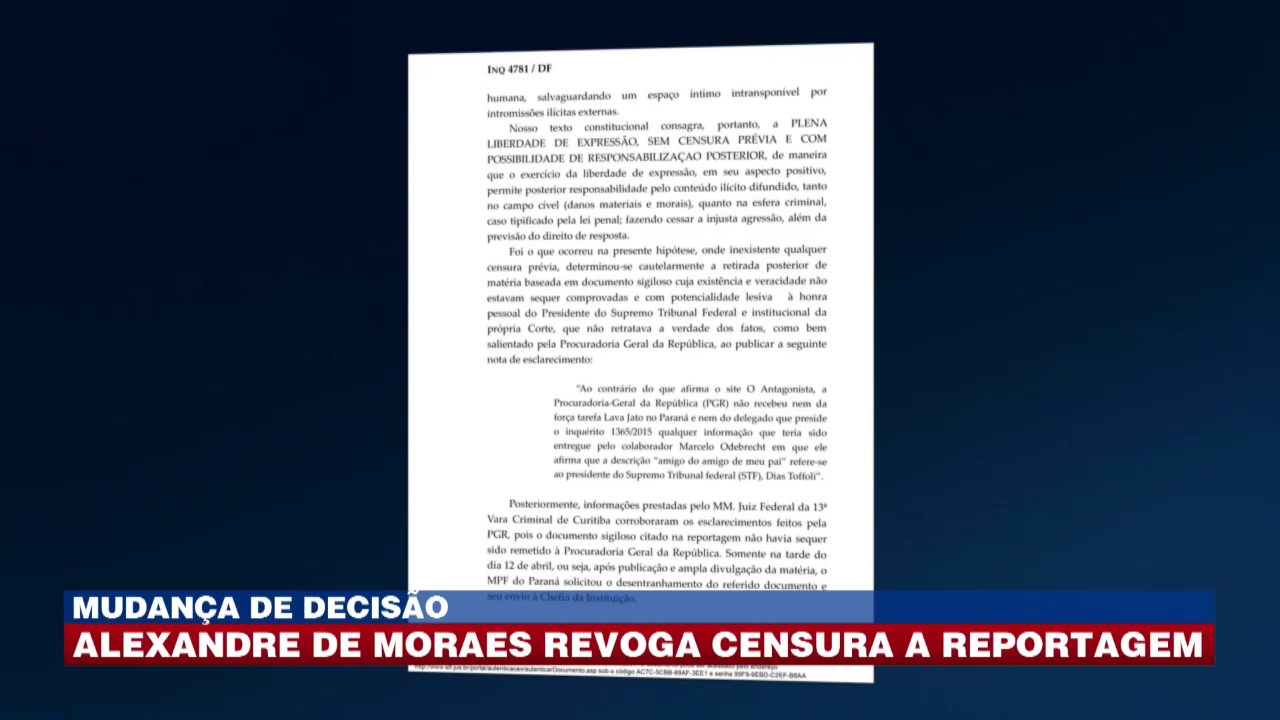 INQ 4781 / DF
humana, salvaguardando um espaço íntimo intransponível por
intromissões ilícitas externas.
Nosso texto constitucional consagra, portanto, a PLENA
LIBERDADE DE EXPRESSÃO, SEM CENSURA PRÉVIA E COM
POSSIBILIDADE DE RESPONSABILIZAÇAO POSTERIOR, de maneira
que o exercício da liberdade de expressão, em seu aspecto positivo,
permite posterior responsabilidade pelo conteúdo ilícito difundido, tanto
no campo cível (danos materiais e morais), quanto na esfera criminal,
caso tipificado pela lei penal; fazendo cessar a injusta agressão, além da
previsão do direito de resposta.
Foi o que ocorreu na presente hipótese, onde inexistente qualquer
censura prévia, determinou-se cautelarmente a retirada posterior de
matéria baseada em documento sigiloso cuja existência e veracidade não
estavam sequer comprovadas e com potencialidade lesiva à honra
pessoal do Presidente do Supremo Tribunal Federal e institucional da
própria Corte, que não retratava a verdade dos fatos, como bem
salientado pela Procuradoria Geral da República, ao publicar a seguinte
nota de esclarecimento:
"Ao contrário do que afirma o site O Antagonista, a
Procuradoria-Geral da República (PGR) não recebeu nem da
força tarefa Lava Jato no Paraná e nem do delegado que preside
o inquérito 1365/2015 qualquer informação que teria sido
entregue pelo colaborador Marcelo Odebrecht em que ele
afirma que a descrição "amigo do amigo de meu pai" refere-se
ao presidente do Supremo Tribunal federal (STF), Dias Toffoli".
Posteriormente, informações prestadas pelo MM. Juiz Federal da 13ª
Vara Criminal de Curitiba corroboraram os esclarecimentos feitos pela
PGR, pois o documento sigiloso citado na reportagem não havia sequer
sido remetido à Procuradoria Geral da República. Somente na tarde do
dia 12 de abril, ou seja, após publicação e ampla divulgação da matéria, o
MPF do Paraná solicitou o desentranhamento do referido documento e
seu envio à Chefia da Instituição.
MUDANÇA DE DECISÃO
ALEXANDRE DE MORAES REVOGA CENSURA A REPORTAGEM